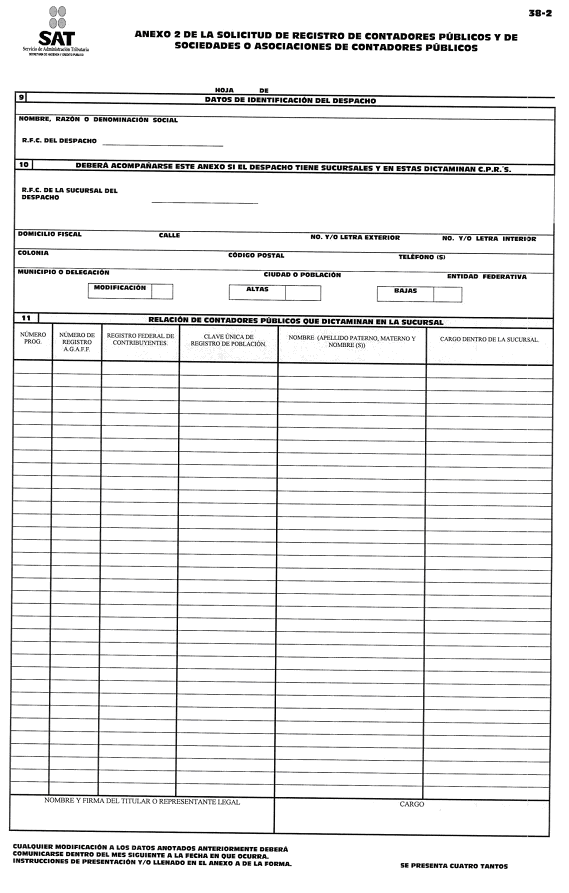 38-2
SAT
Servicio de Administración Tributaria
SECRETARÍA DE HACIENDA Y CRÉDITO PÚBLICO
ANEXO 2 DE LA SOLICITUD DE REGISTRO DE CONTADORES PÚBLICOS Y DE
SOCIEDADES O ASOCIACIONES DE CONTADORES PÚBLICOS
HOJA DE
9 DATOS DE IDENTIFICACIÓN DEL DESPACHO
NOMBRE, RAZÓN O DENOMINACIÓN SOCIAL
R.F.C. DEL DESPACHO
10 DEBERÁ ACOMPAÑARSE ESTE ANEXO SI EL DESPACHO TIENE SUCURSALES Y EN ESTAS DICTAMINAN C.P.R.´S.
R.F.C. DE LA SUCURSAL DEL
DESPACHO
DOMICILIO FISCAL CALLE NO. Y/O LETRA EXTERIOR NO. Y/O LETRA INTERIOR
COLONIA CÓDIGO POSTAL TELÉFONO (S)
MUNICIPIO O DELEGACIÓN CIUDAD O POBLACIÓN ENTIDAD FEDERATIVA
MODIFICACIÓN ALTAS BAJAS
11 RELACIÓN DE CONTADORES PÚBLICOS QUE DICTAMINAN EN LA SUCURSAL
NÚMERO
PROG.
NÚMERO DE
REGISTRO
A.G.A.F.F.
REGISTRO FEDERAL DE
CONTRIBUYENTES.
CLAVE ÚNICA DE
REGISTRO DE POBLACIÓN.
NOMBRE (APELLIDO PATERNO, MATERNO Y
NOMBRE (S))
CARGO DENTRO DE LA SUCURSAL.
NOMBRE Y FIRMA DEL TITULAR O REPRESENTANTE LEGAL
CARGO
CUALQUIER MODIFICACIÓN A LOS DATOS ANOTADOS ANTERIORMENTE DEBERÁ
COMUNICARSE DENTRO DEL MES SIGUIENTE A LA FECHA EN QUE OCURRA.
INSTRUCCIONES DE PRESENTACIÓN Y/O LLENADO EN EL ANEXO A DE LA FORMA.
SE PRESENTA CUATRO TANTOS